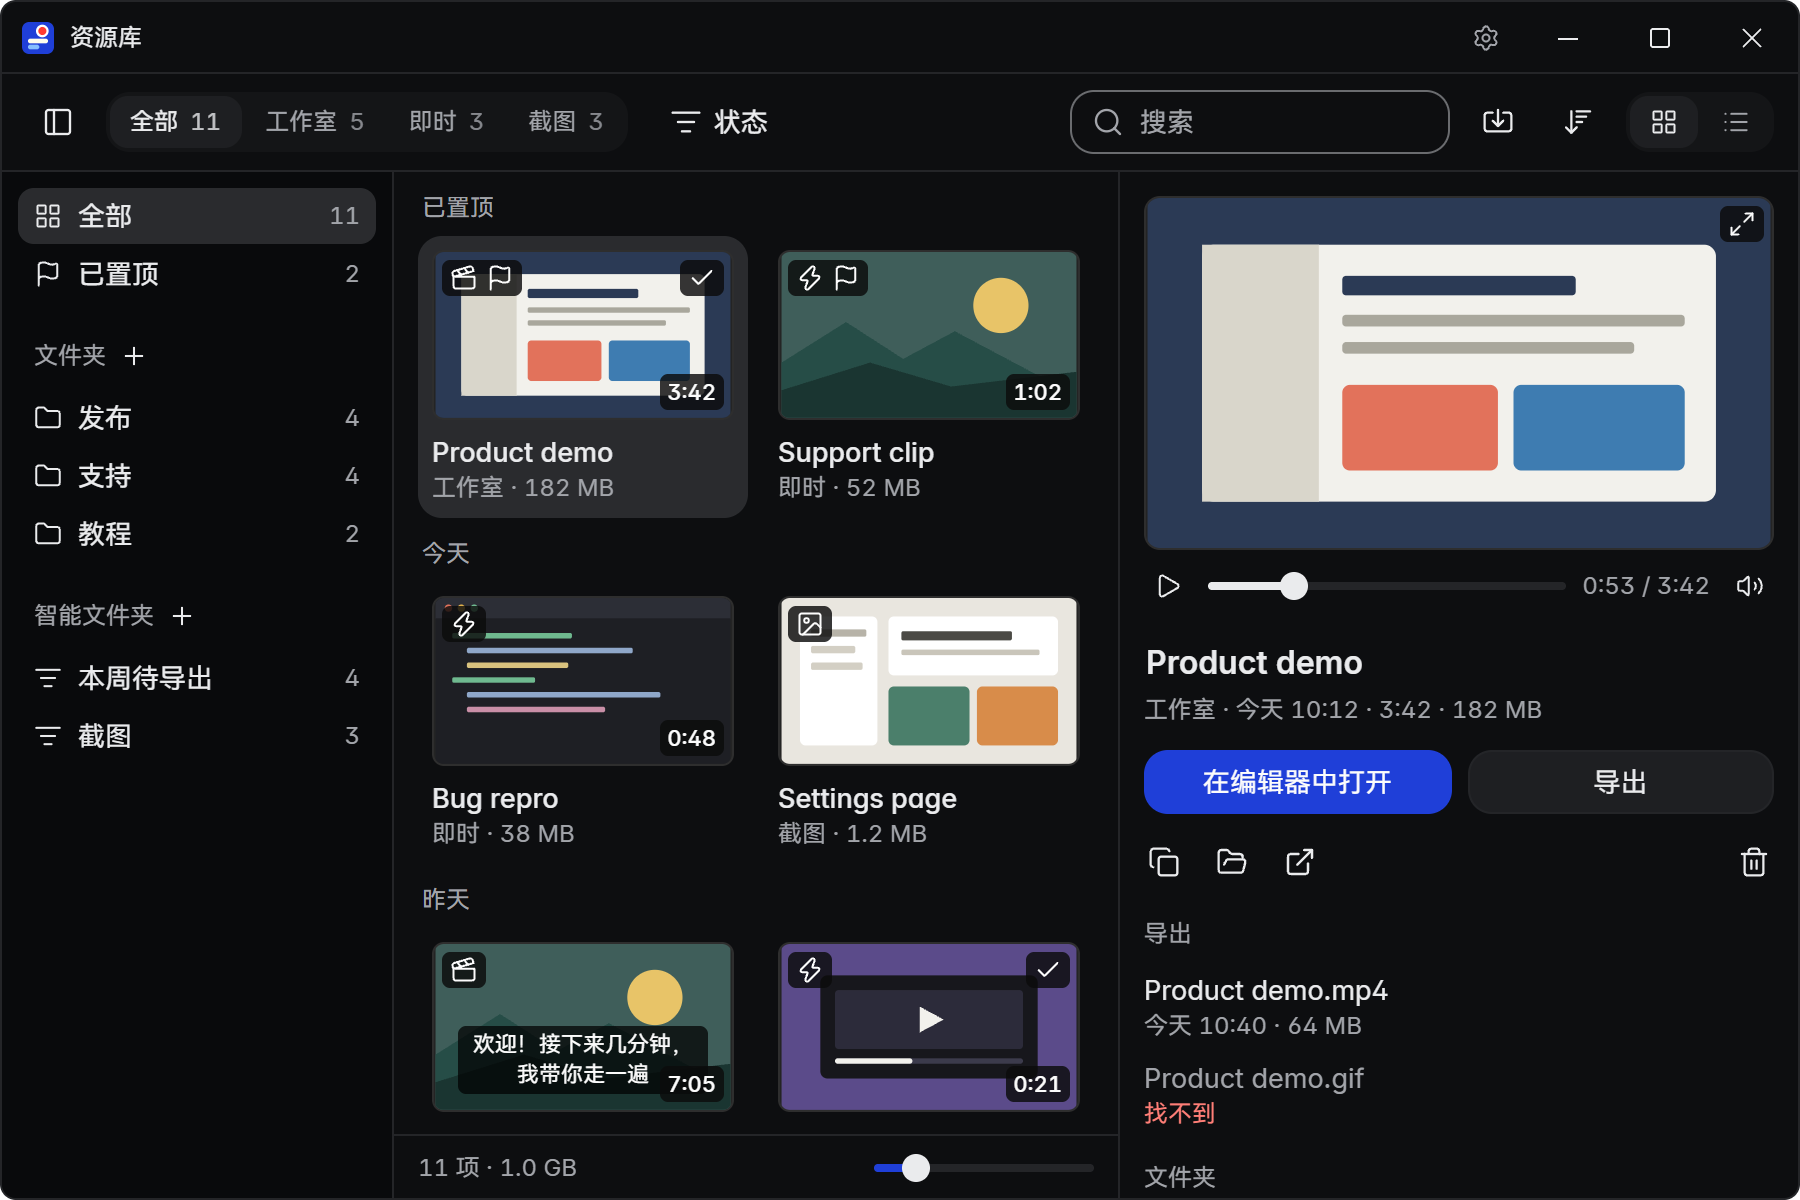 资源库
全部 11
工作室 5
即时 3
截图 3
状态
搜索
全部 11
已置顶 2
文件夹
发布 4
支持 4
教程 2
智能文件夹
本周待导出 4
截图 3
已置顶
3:42
Product demo
工作室 · 182 MB
1:02
Support clip
即时 · 52 MB
今天
0:48
Bug repro
即时 · 38 MB
Settings page
截图 · 1.2 MB
昨天
欢迎！接下来几分钟，
我带你走一遍
7:05
0:21
11 项 · 1.0 GB
0:53 / 3:42
Product demo
工作室 · 今天 10:12 · 3:42 · 182 MB
在编辑器中打开
导出
导出
Product demo.mp4
今天 10:40 · 64 MB
Product demo.gif
找不到
文件夹